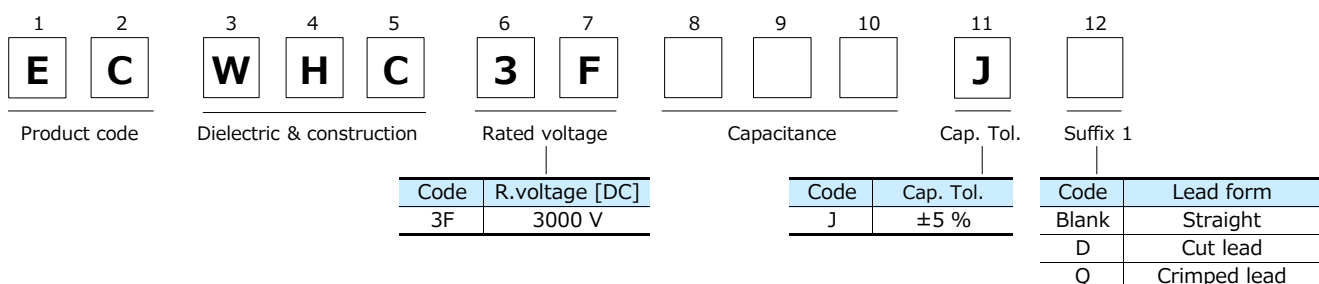 1 2 3 4 5 6 7 8 9 10 11 12
E C W H C 3 F J
Product code Dielectric & construction Rated voltage Capacitance Cap. Tol. Suffix 1
Code R.voltage [DC] Code Cap. Tol. Code Lead form
3F 3000 V J ±5 % Blank Straight
D Cut lead
Q Crimped lead